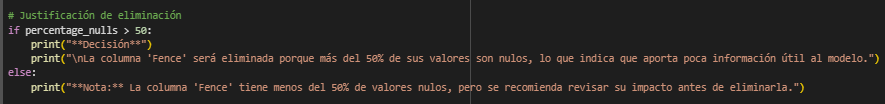 # Justificación de eliminación
if percentage_nulls > 50:
    print("**Decisión**")
    print("\nLa columna 'Fence' será eliminada porque más del 50% de sus valores son nulos, lo que indica que aporta poca información útil al modelo.")
else:
    print("**Nota:** La columna 'Fence' tiene menos del 50% de valores nulos, pero se recomienda revisar su impacto antes de eliminarla.")